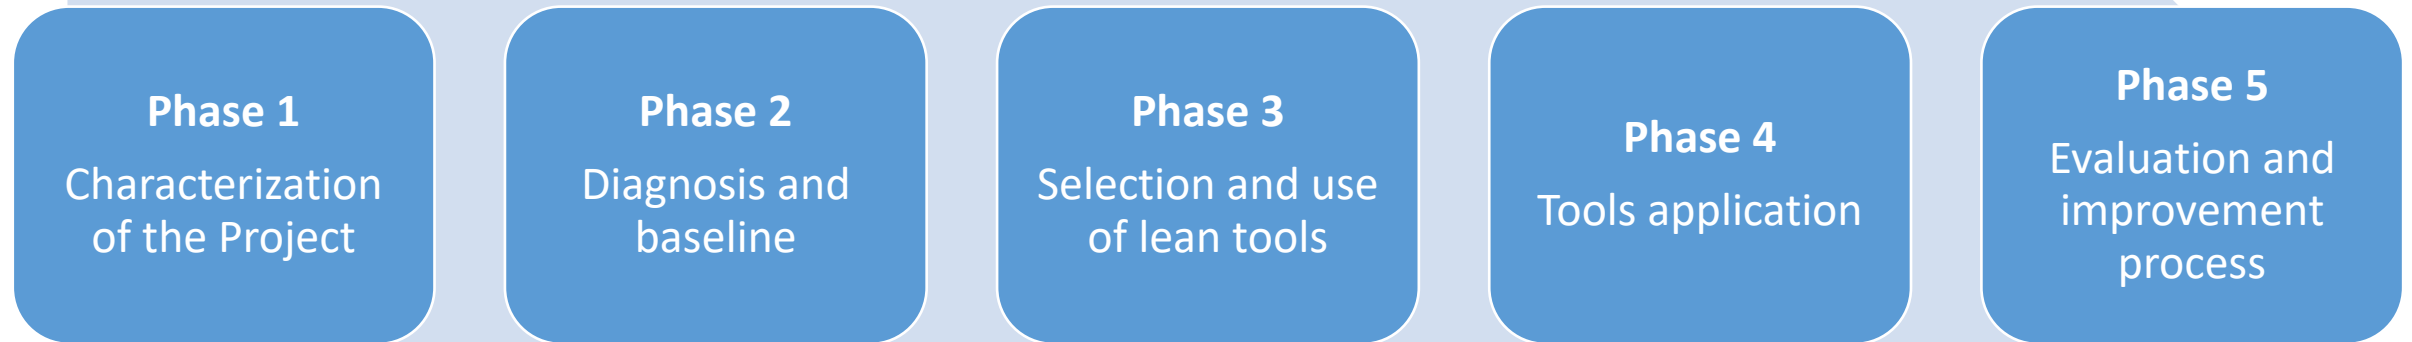 Phase 1
Characterization
of the Project
Phase 2
Diagnosis and
baseline
Phase 3
Selection and use
of lean tools
Phase 4
Tools application
Phase 5
Evaluation and
improvement
process